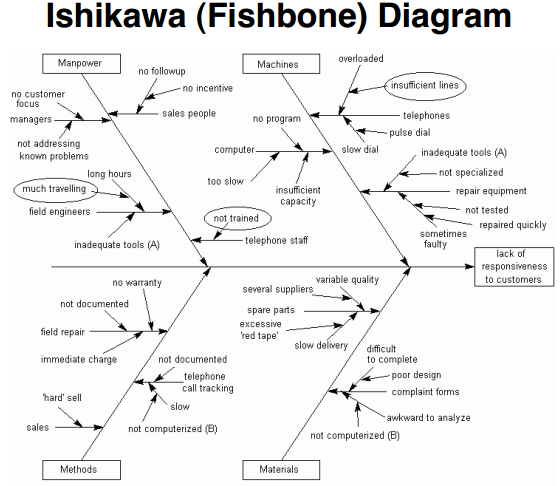 Ishikawa (Fishbone) Diagram
Manpower
Machines
no followup
no incentive
sales people
no customer
focus
managers
not addressing
known problems
long hours
much travelling
field engineers
inadequate tools (A)
not trained
telephone staff
overloaded
insufficient lines
telephones
pulse dial
slow dial
no program
computer
too slow
insufficient
capacity
inadequate tools (A)
not specialized
repair equipment
not tested
repaired quickly
sometimes
faulty
lack of
responsiveness
to customers
no warranty
not documented
field repair
immediate charge
not documented
telephone
call tracking
slow
not computerized (B)
'hard' sell
sales
variable quality
several suppliers
spare parts
excessive
'red tape'
slow delivery
difficult
to complete
poor design
complaint forms
awkward to analyze
not computerized (B)
Methods
Materials